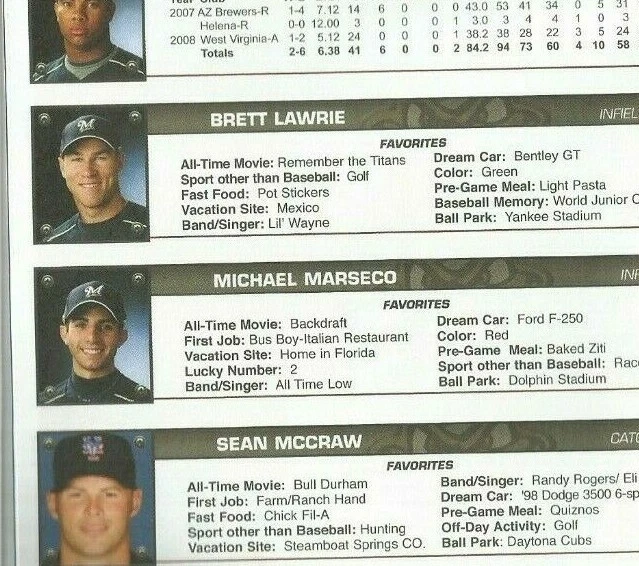 2007 AZ Brewers-R 1-4 7.12 14 6 0 0 0 43.0 53 41 34 0 5 31
Helena-R 0-0 12.00 3 0 0 0 1 3.0 3 4 4 1 0 3
2008 West Virginia-A 1-2 5.12 24 0 0 0 1 38.2 38 28 22 3 5 24
Totals 2-6 6.38 41 6 0 0 2 84.2 94 73 60 4 10 58
BRETT LAWRIE INFIEL
FAVORITES
All-Time Movie: Remember the Titans Dream Car: Bentley GT
Sport other than Baseball: Golf Color: Green
Fast Food: Pot Stickers Pre-Game Meal: Light Pasta
Vacation Site: Mexico Baseball Memory: World Junior C
Band/Singer: Lil' Wayne Ball Park: Yankee Stadium
MICHAEL MARSECO INF
FAVORITES
All-Time Movie: Backdraft Dream Car: Ford F-250
First Job: Bus Boy-Italian Restaurant Color: Red
Vacation Site: Home in Florida Pre-Game Meal: Baked Ziti
Lucky Number: 2 Sport other than Baseball: Race
Band/Singer: All Time Low Ball Park: Dolphin Stadium
SEAN MCCRAW CATC
FAVORITES
All-Time Movie: Bull Durham Band/Singer: Randy Rogers/ Eli
First Job: Farm/Ranch Hand Dream Car: '98 Dodge 3500 6-sp
Fast Food: Chick Fil-A Pre-Game Meal: Quiznos
Sport other than Baseball: Hunting Off-Day Activity: Golf
Vacation Site: Steamboat Springs CO. Ball Park: Daytona Cubs